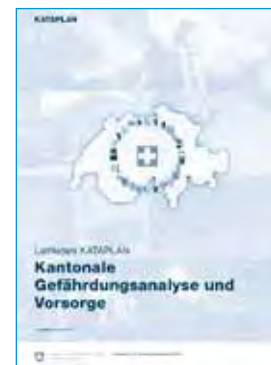 KATAPLAN
Leitfaden KATAPLAN
Kantonale
Gefährdungsanalyse und
Vorsorge